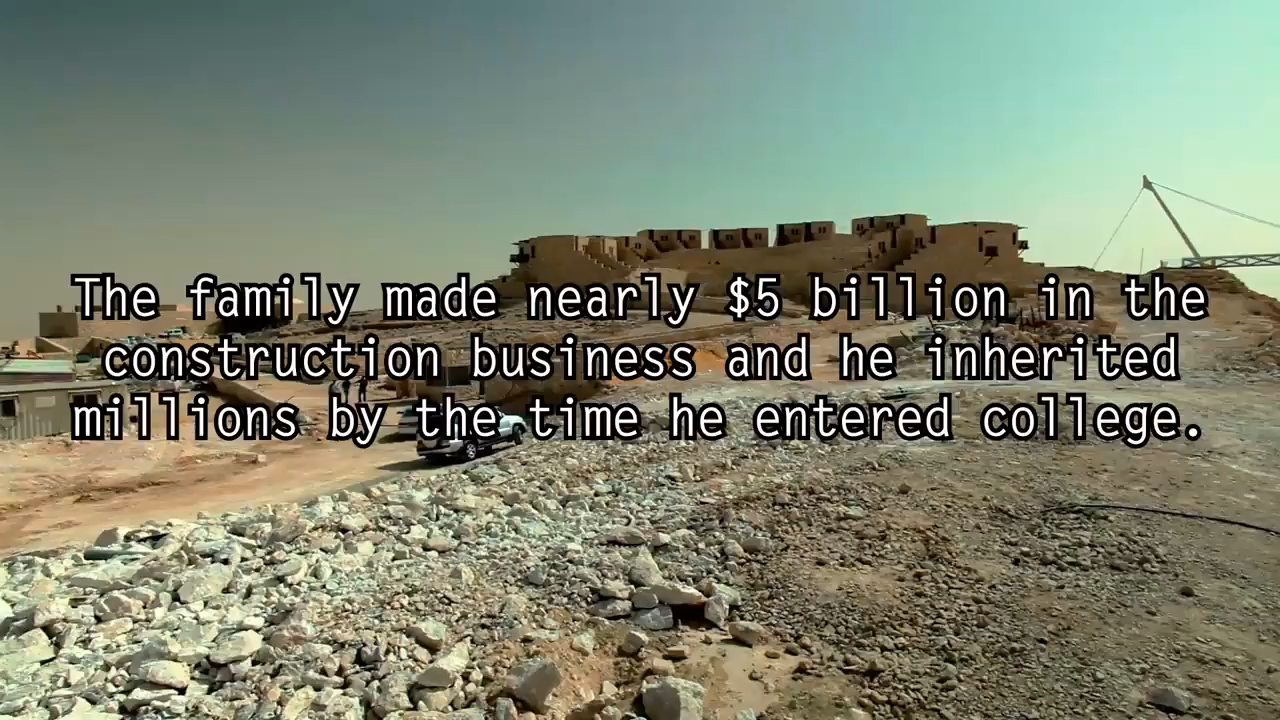 The family made nearly $5 billion in the
construction business and he inherited
millions by the time he entered college.